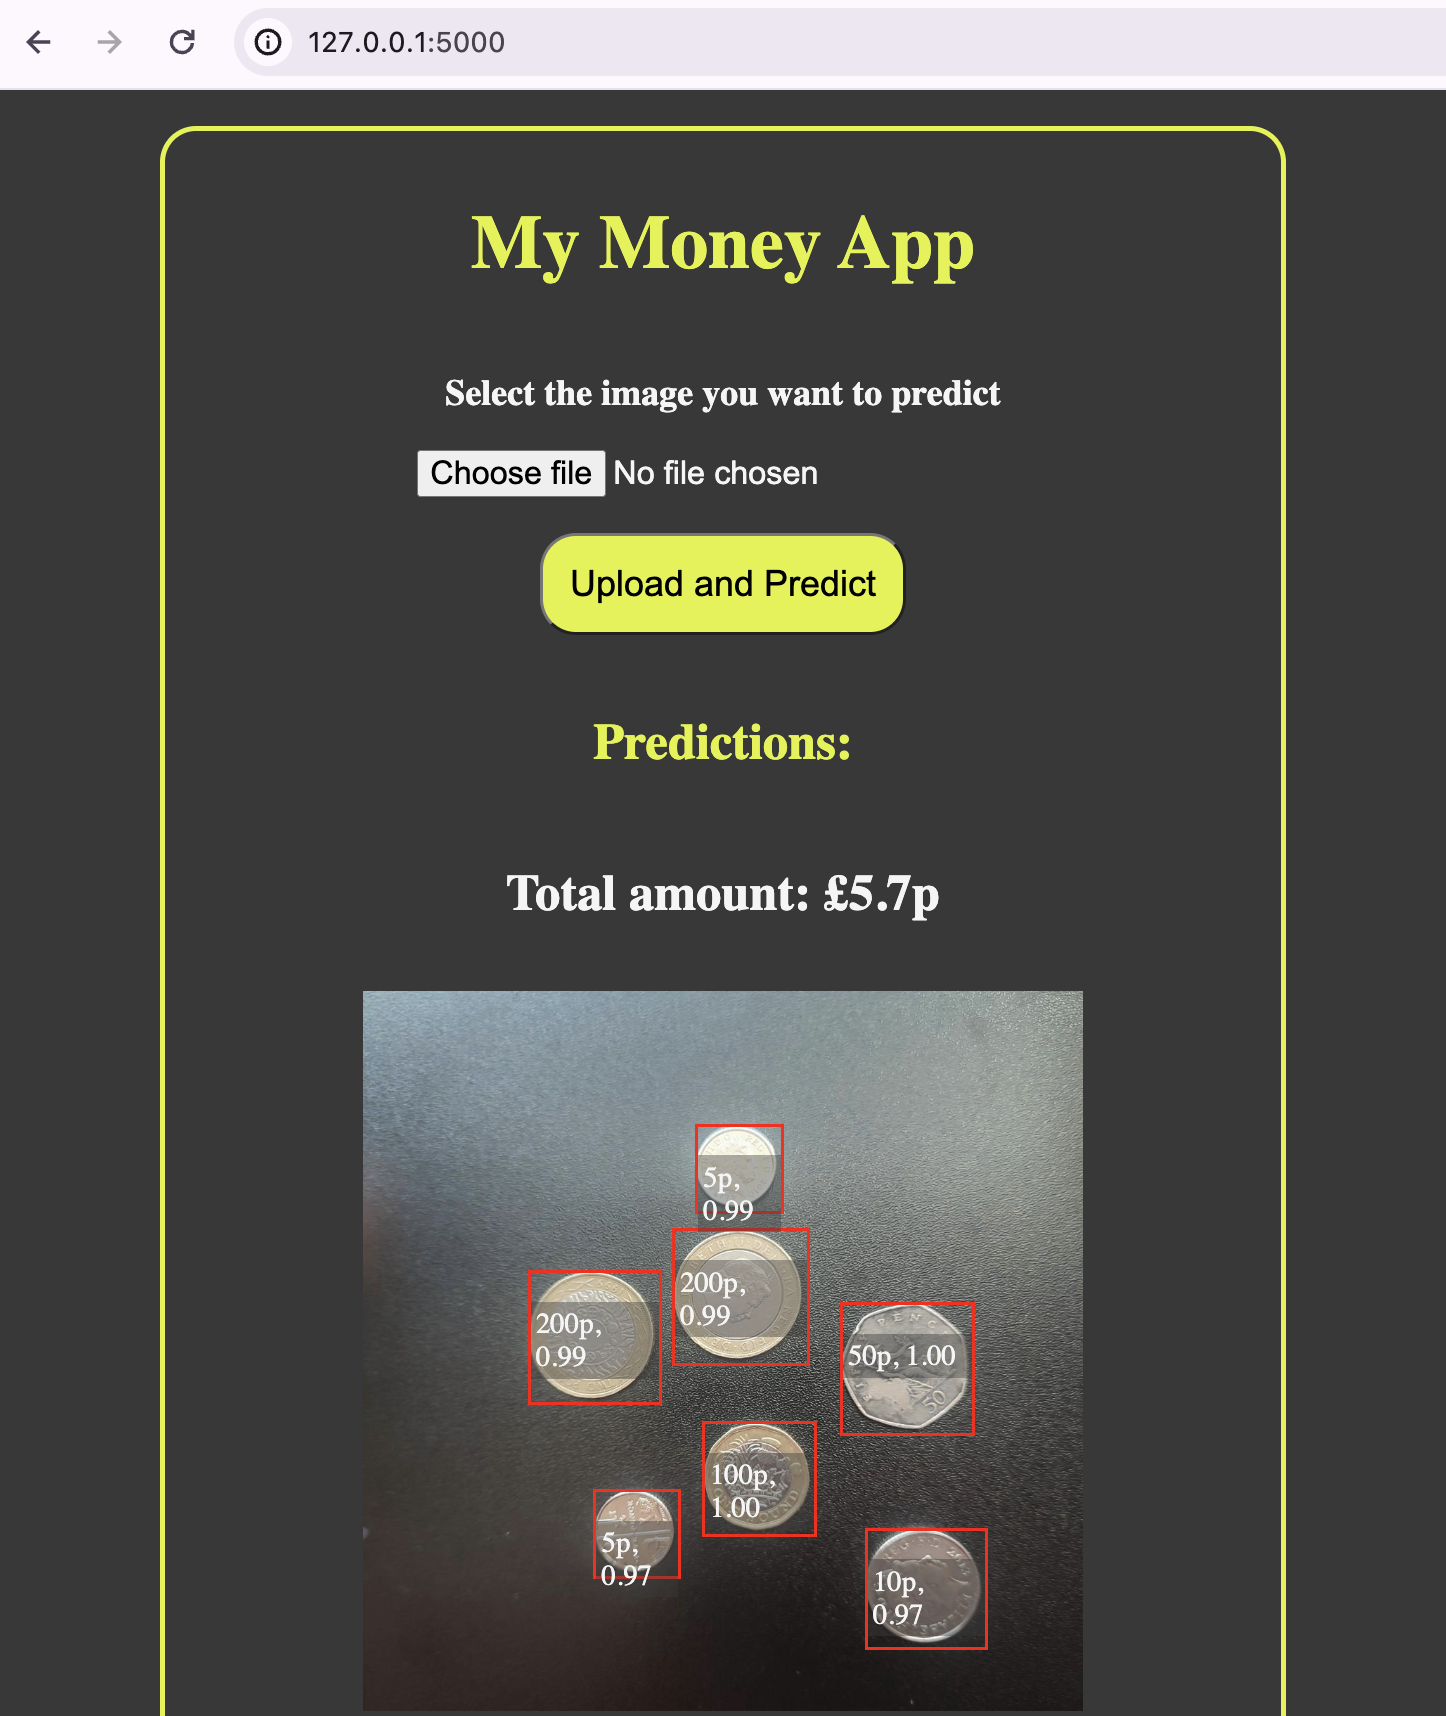 127.0.0.1:5000
My Money App
Select the image you want to predict
Choose file No file chosen
Upload and Predict
Predictions:
Total amount: £5.7p
5p,
0.99
200p,
0.99
200p,
0.99
50p, 1.00
PENC
50
100p,
1.00
5p,
0.97
10p,
0.97